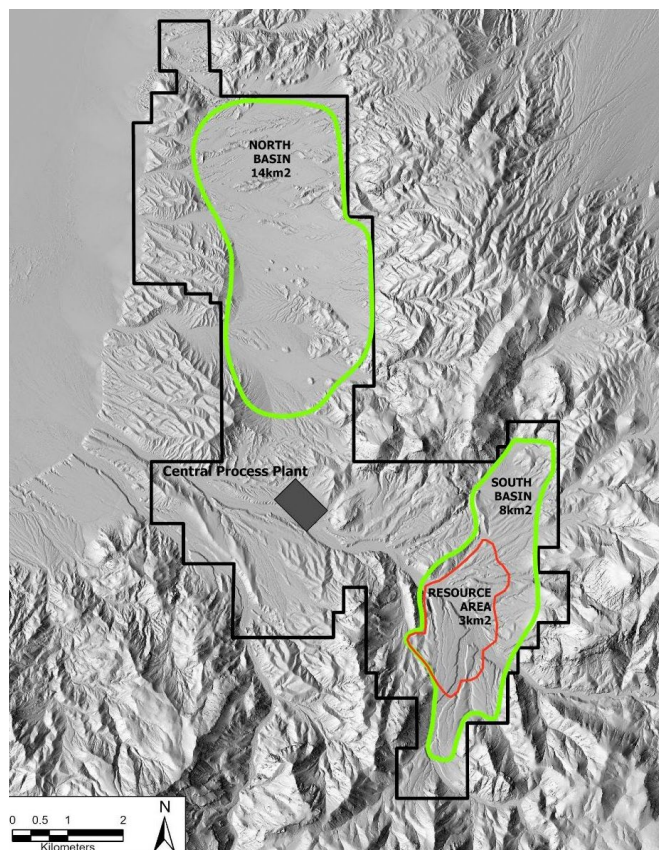 NORTH
BASIN
14km2
Central Process Plant
SOUTH
BASIN
8km2
RESOURCE
AREA
3km2
N
0 0.5 1 2
Kilometers